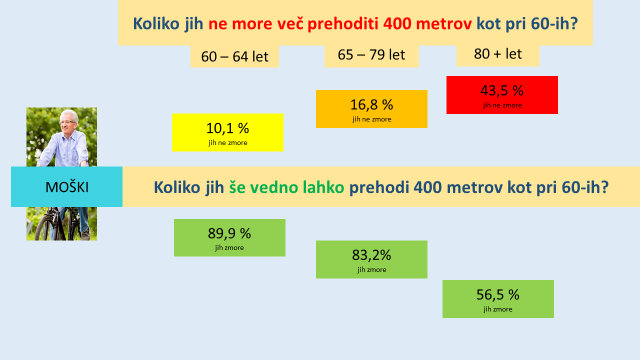 Koliko jih ne more več prehoditi 400 metrov kot pri 60-ih?
60 – 64 let
65 – 79 let
80 + let
10,1 %
jih ne zmore
16,8 %
jih ne zmore
43,5 %
jih ne zmore
MOŠKI
Koliko jih še vedno lahko prehodi 400 metrov kot pri 60-ih?
89,9 %
jih zmore
83,2%
jih zmore
56,5 %
jih zmore